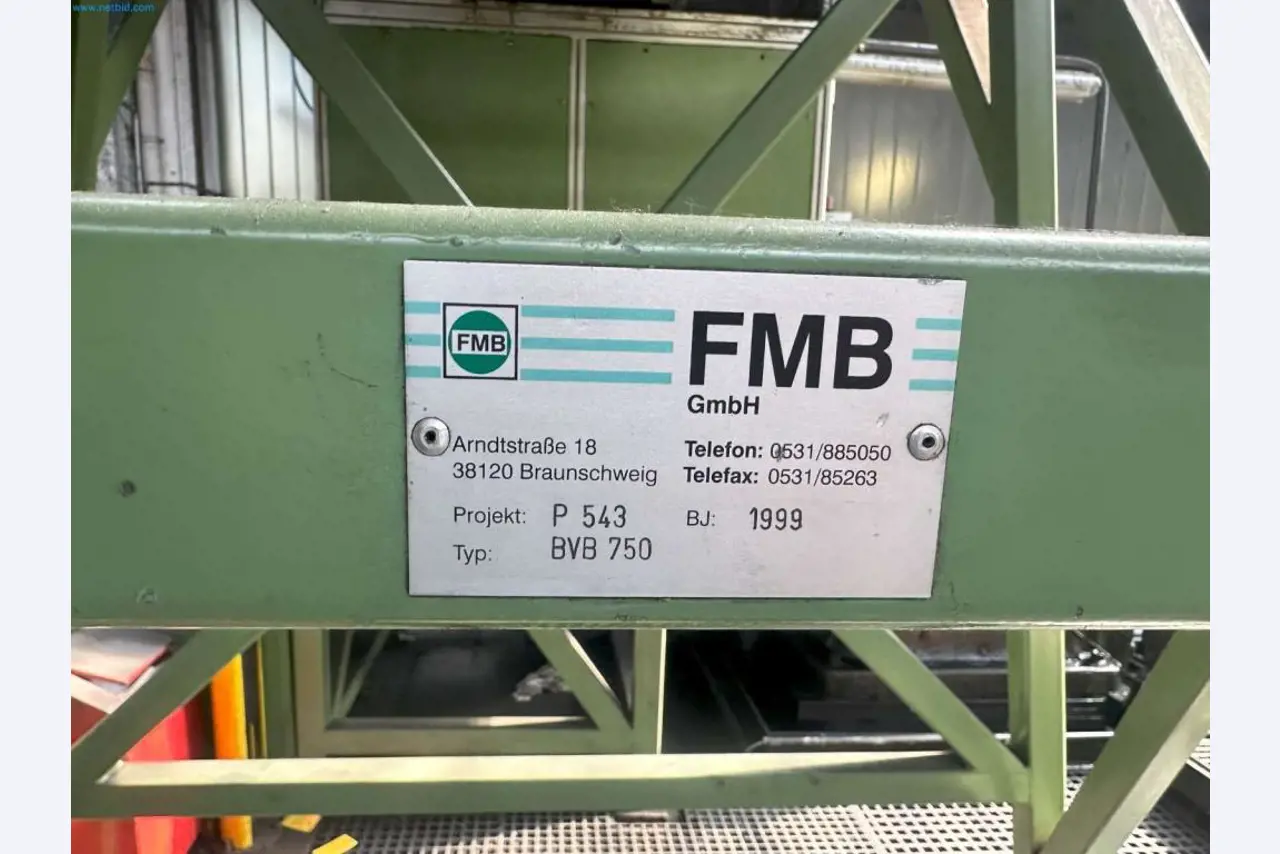 www.netbid.com
FMB
FMB
GmbH
Arndtstraße 18
38120 Braunschweig
Telefon: 0531/885050
Telefax: 0531/85263
Projekt: P 543
BJ: 1999
Typ: BVB 750